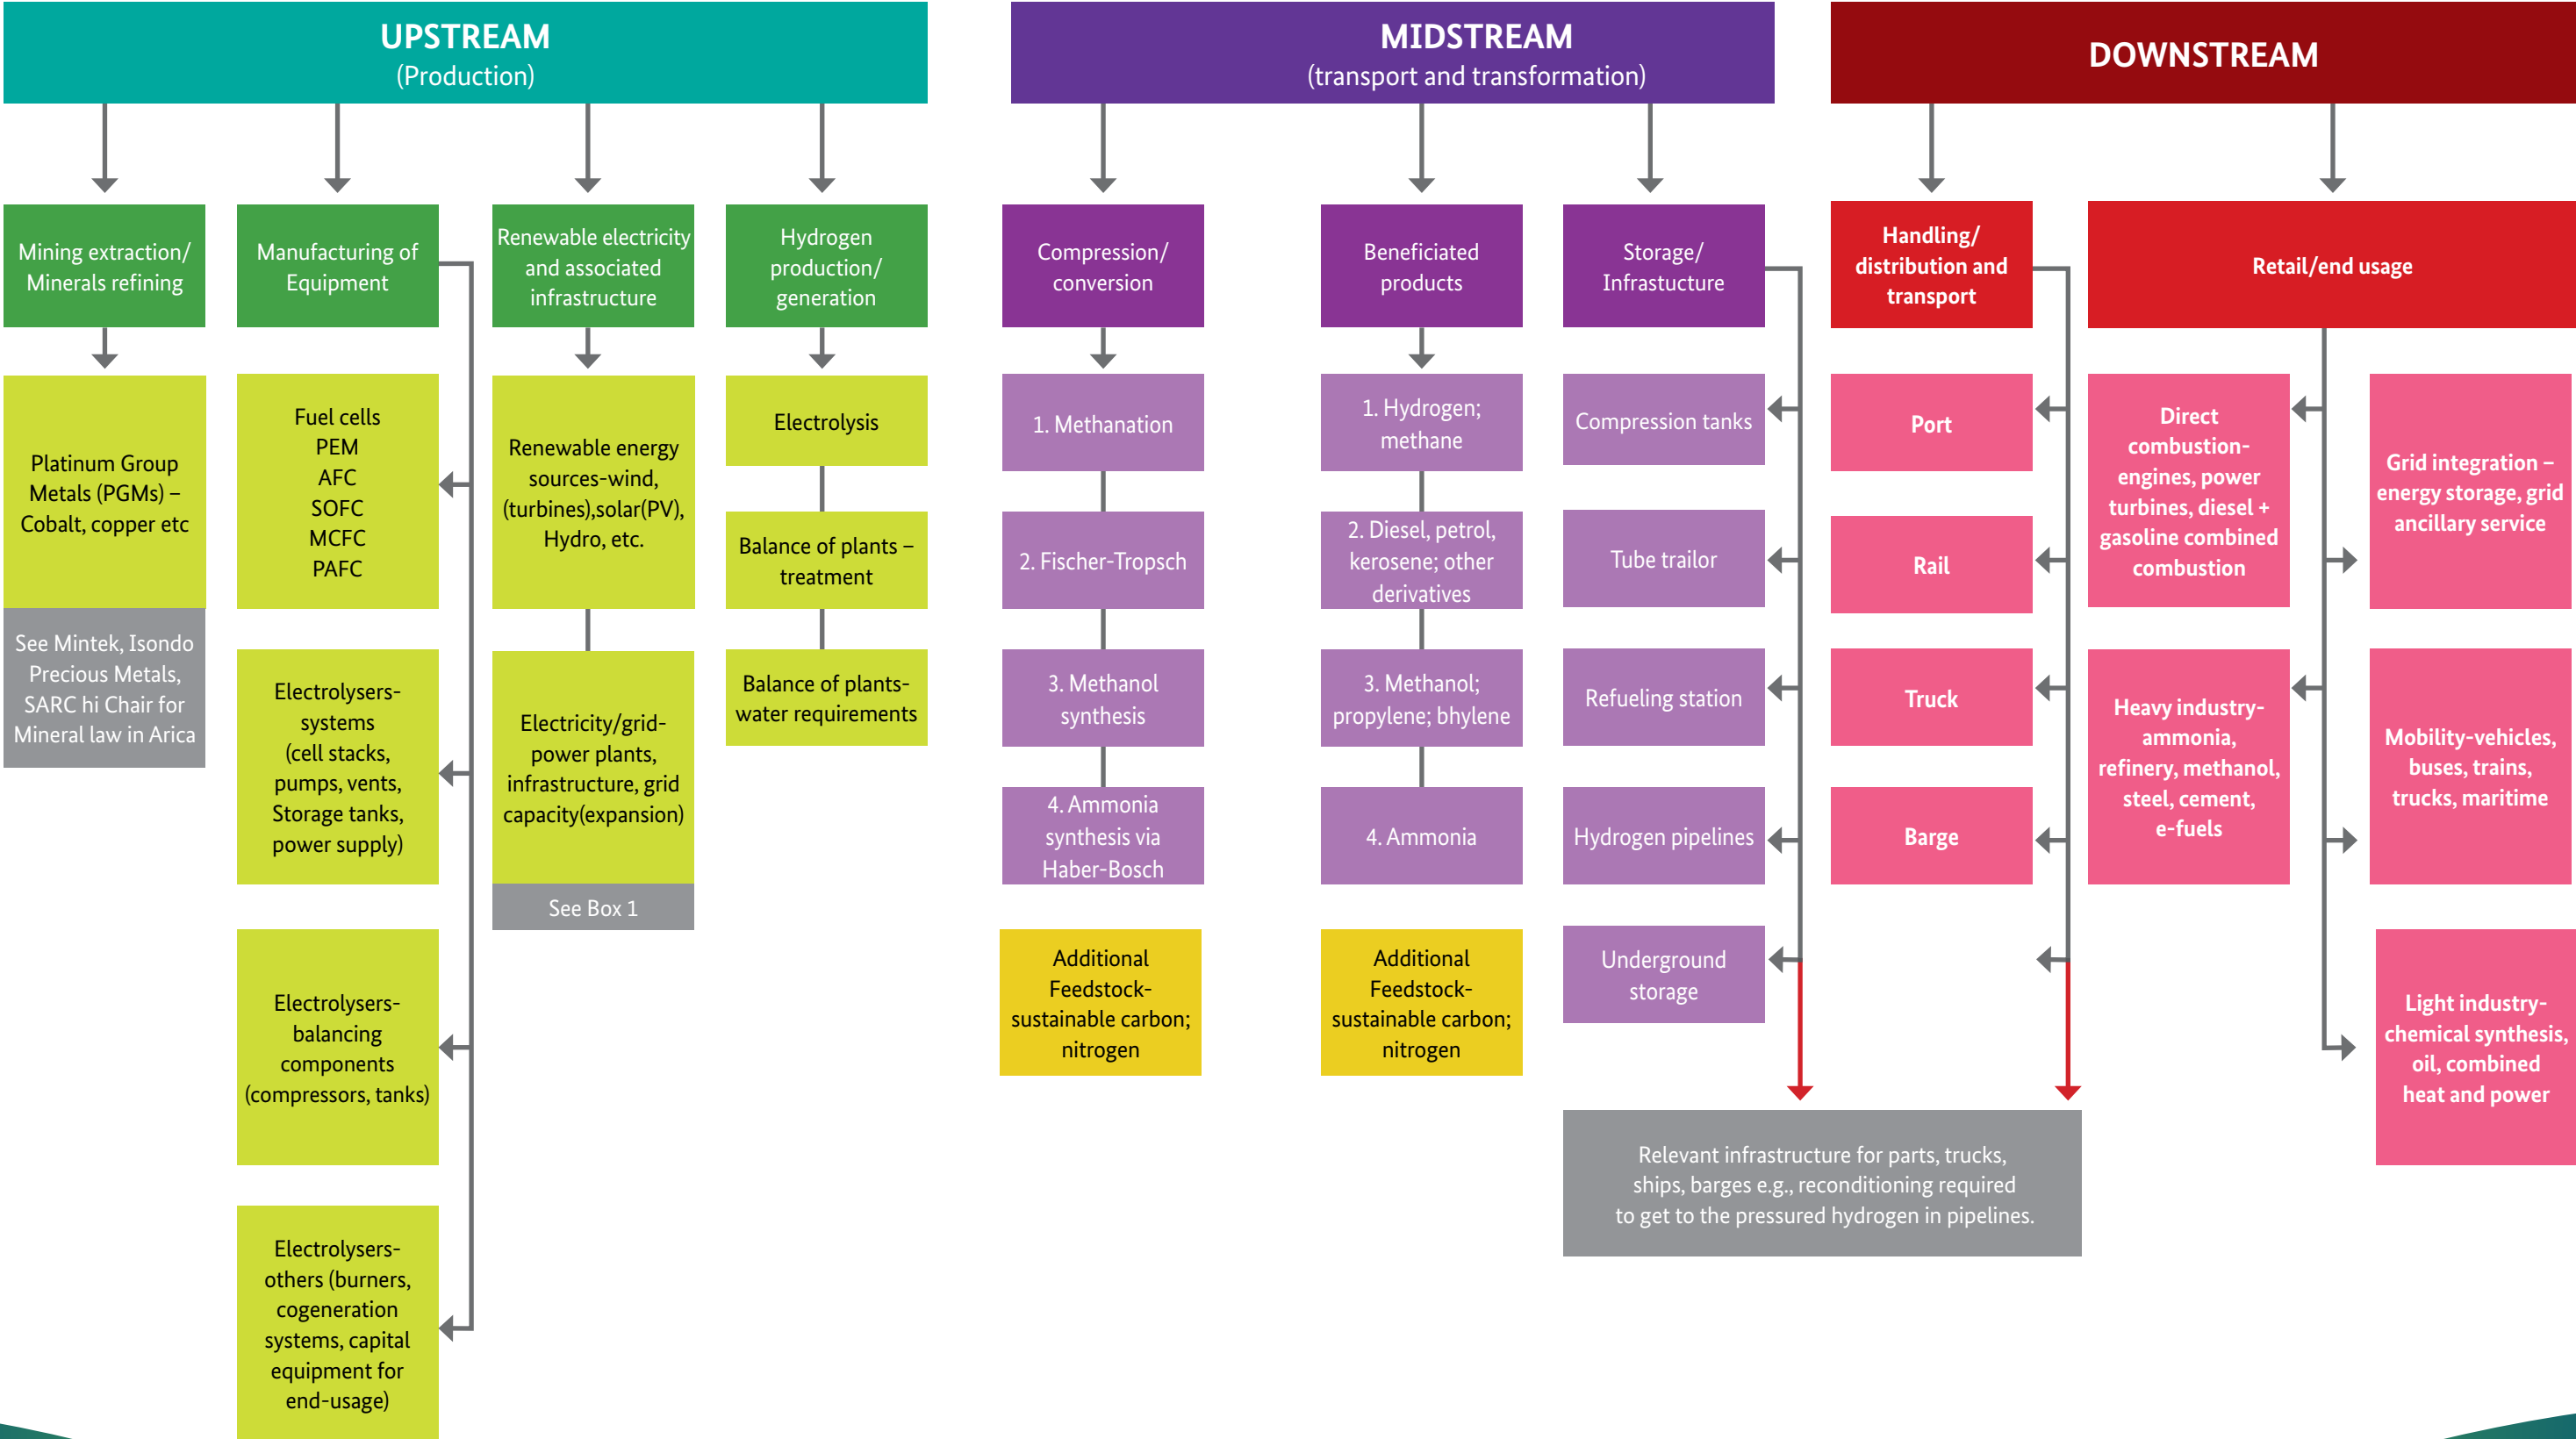 UPSTREAM
(Production)
MIDSTREAM
(transport and transformation)
DOWNSTREAM
Mining extraction/
Minerals refining
Platinum Group
Metals (PGMs) –
Cobalt, copper etc
See Mintek, Isondo
Precious Metals,
SARC hi Chair for
Mineral law in Arica
Manufacturing of
Equipment
Fuel cells
PEM
AFC
SOFC
MCFC
PAFC
Electrolysers-
systems
(cell stacks,
pumps, vents,
Storage tanks,
power supply)
Electrolysers-
balancing
components
(compressors, tanks)
Electrolysers-
others (burners,
cogeneration
systems, capital
equipment for
end-usage)
Renewable electricity
and associated
infrastructure
Renewable energy
sources-wind,
(turbines),solar(PV),
Hydro, etc.
Electricity/grid-
power plants,
infrastructure, grid
capacity(expansion)
See Box 1
Hydrogen
production/
generation
Electrolysis
Balance of plants –
treatment
Balance of plants-
water requirements
Compression/
conversion
1. Methanation
2. Fischer-Tropsch
3. Methanol
synthesis
4. Ammonia
synthesis via
Haber-Bosch
Additional
Feedstock-
sustainable carbon;
nitrogen
Beneficiated
products
1. Hydrogen;
methane
2. Diesel, petrol,
kerosene; other
derivatives
3. Methanol;
propylene; bhylene
4. Ammonia
Additional
Feedstock-
sustainable carbon;
nitrogen
Storage/
Infrastucture
Compression tanks
Tube trailor
Refueling station
Hydrogen pipelines
Underground
storage
Handling/
distribution and
transport
Port
Rail
Truck
Barge
Relevant infrastructure for parts, trucks,
ships, barges e.g., reconditioning required
to get to the pressured hydrogen in pipelines.
Retail/end usage
Direct
combustion-
engines, power
turbines, diesel +
gasoline combined
combustion
Heavy industry-
ammonia,
refinery, methanol,
steel, cement,
e-fuels
Grid integration –
energy storage, grid
ancillary service
Mobility-vehicles,
buses, trains,
trucks, maritime
Light industry-
chemical synthesis,
oil, combined
heat and power